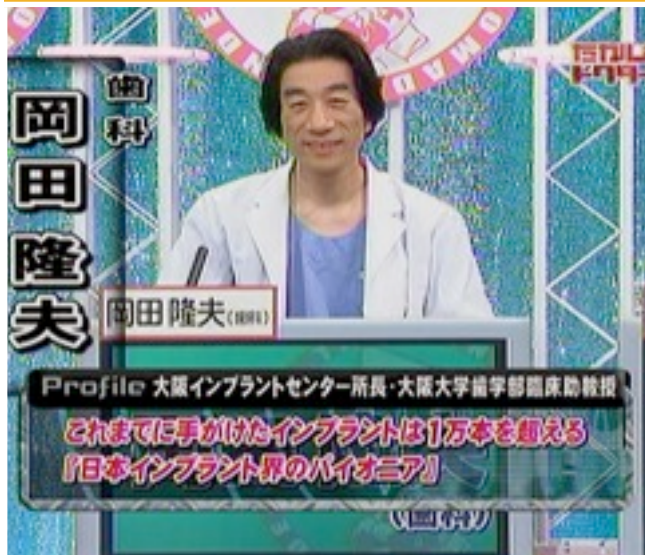 歯科
岡田隆夫
岡田隆夫(歯科)
Profile 大阪インプラントセンター所長・大阪大学歯学部臨床助教授
これまでに手がけたインプラントは1万本を超える
『日本インプラント界のパイオニア』
(歯科)